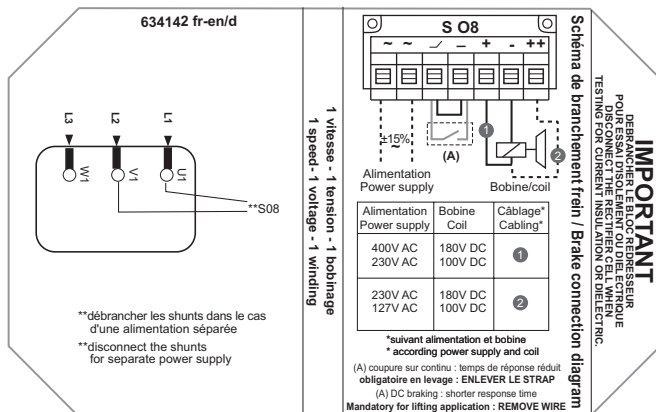 634142 fr-en/d
L3
L2
L1
W1
V1
U1
**S08
**débrancher les shunts dans le cas
d'une alimentation séparée
**disconnect the shunts
for separate power supply
1 vitesse - 1 tension - 1 bobinage
1 speed- 1 voltage - 1 winding
S O8
~ ~ + - ++
±15%
~
(A)
1
2
Alimentation
Power supply
Bobine/coil
Alimentation Bobine Câblage*
Power supply Coil Cabling*
400V AC 180V DC
230V AC 100V DC
1
230V AC 180V DC
127V AC 100V DC
2
*suivant alimentation et bobine
* according power supply and coil
(A) coupure sur continu : temps de réponse réduit
obligatoire en levage : ENLEVER LE STRAP
(A) DC braking : shorter response time
Mandatory for lifting application : REMOVE WIRE
Schéma de branchement frein / Brake connection diagram
IMPORTANT
DEBRANCHER LE BLOC REDRESSEUR
POUR ESSAI D'ISOLEMENT OU DIELECTRIQUE
DISCONNECT THE RECTIFIER CELL WHEN
TESTING FOR CURRENT INSULATION OR DIELECTRIC.